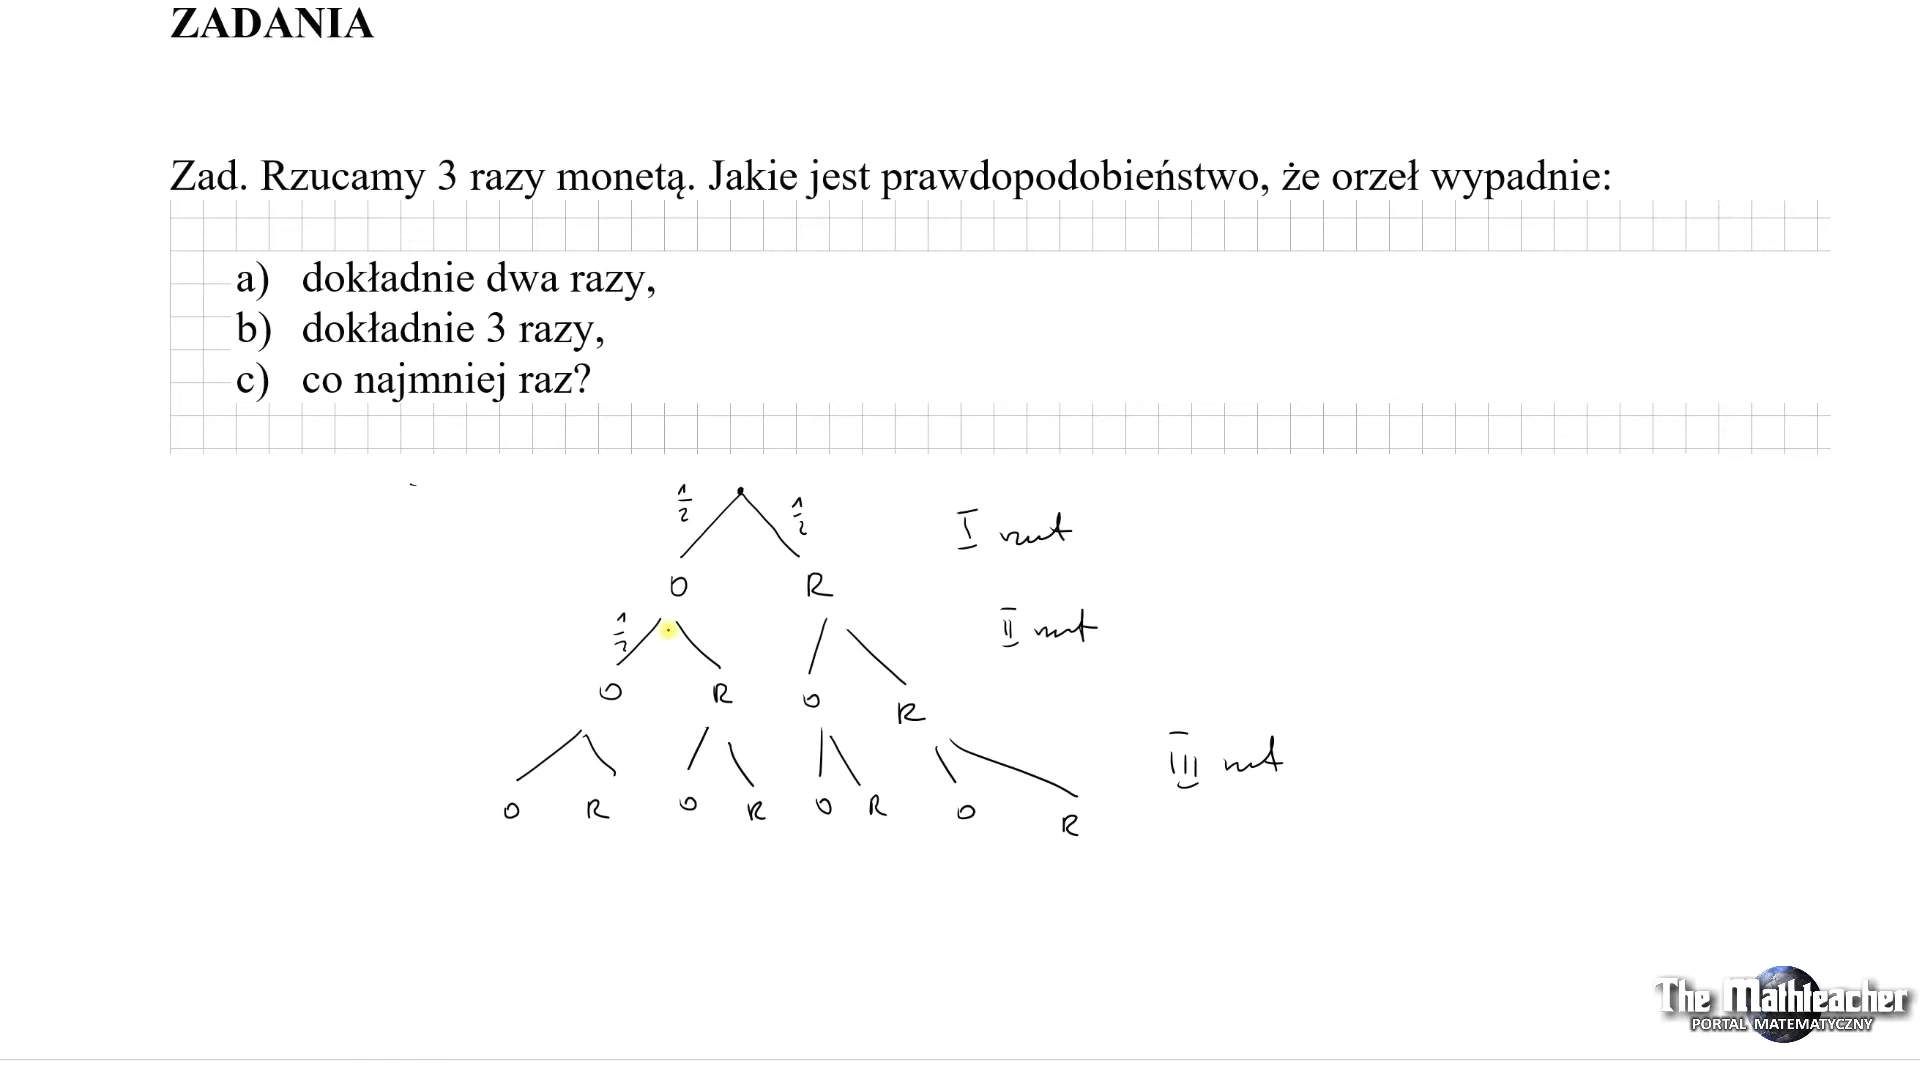 ZADANIA
Zad. Rzucamy 3 razy monetą. Jakie jest prawdopodobieństwo, że orzeł wypadnie:
a) dokładnie dwa razy,
b) dokładnie 3 razy,
c) co najmniej raz?
1/2 1/2 I rzut
O R
1/2 II rzut
O R O R
III rzut
O R O R O R O R
The Mathteacher
PORTAL MATEMATYCZNY